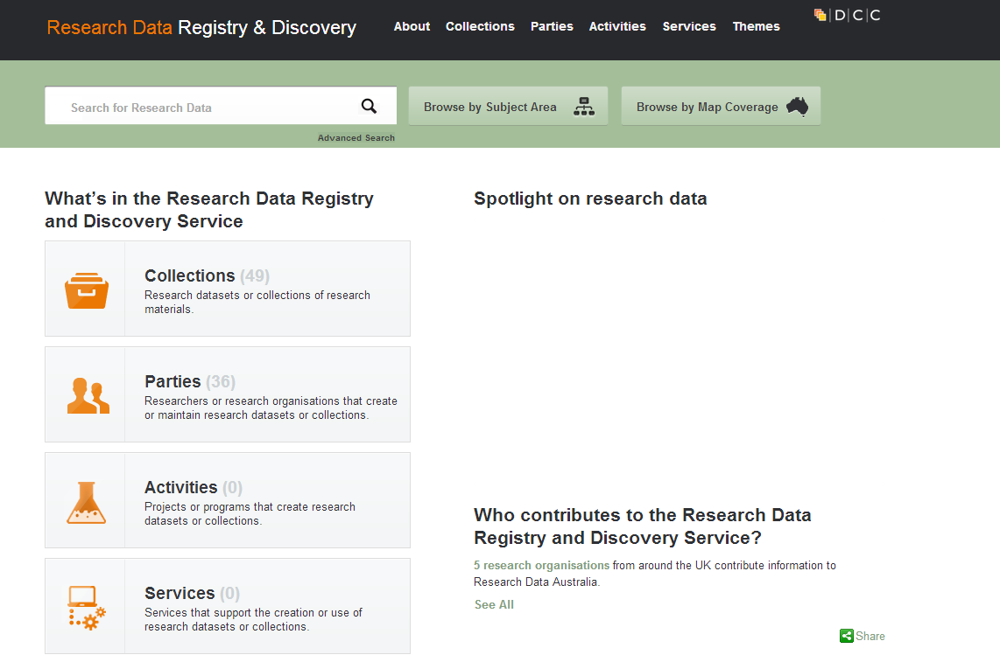 Research Data Registry & Discovery
About Collections Parties Activities Services Themes
D|C|C
Search for Research Data
Browse by Subject Area
Browse by Map Coverage
Advanced Search
What's in the Research Data Registry
and Discovery Service
Collections (49)
Research datasets or collections of research
materials.
Parties (36)
Researchers or research organisations that create
or maintain research datasets or collections.
Activities (0)
Projects or programs that create research
datasets or collections.
Services (0)
Services that support the creation or use of
research datasets or collections.
Spotlight on research data
Who contributes to the Research Data
Registry and Discovery Service?
5 research organisations from around the UK contribute information to
Research Data Australia.
See All
Share